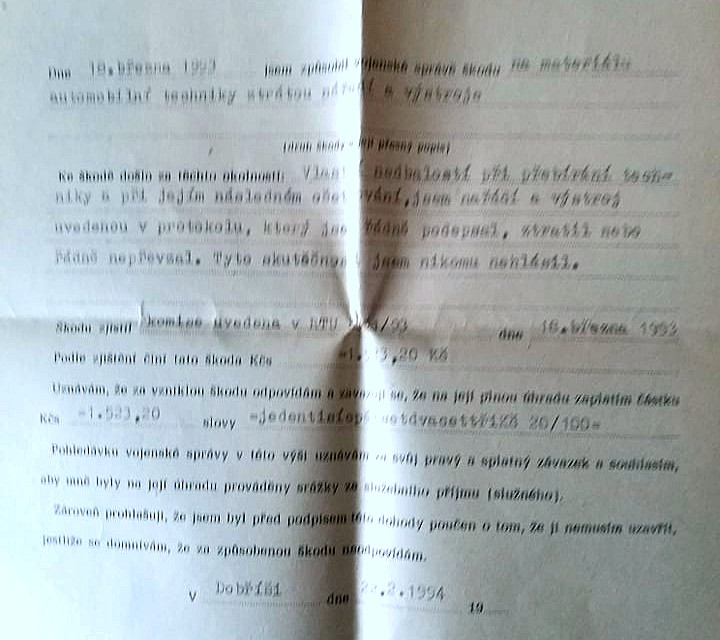 Dne 18.března 1993 jsem způsobil vojenské správě škodu na materiálu
automobilní techniky ztrátou nářadí a výstroje
(druh škody - její přesný popis)
Ke škodě došlo za těchto okolností: nedbalostí při přebírání tech-
niky a při jejím následném , jsem nářadí a výstroj
uvedenou v protokolu, který jsem řádně podepsal, ztratil nebo
řádně nepřevzal. Tyto jsem nikomu nehlásil.
Škodu zjistil komise uvedena v RTU /93 dne 18.března 1993
Podle zjištění činí tato škoda Kčs ,20 Kč
Uznávám, že za vzniklou škodu odpovídám a zavazuji se, že na její plnou úhradu zaplatím částku
Kčs =1.523,20 slovy 20/100=
Pohledávku vojenské správy v této výši uznávám za svůj pravý a splatný závazek a souhlasím,
aby mně byly na její úhradu prováděny srážky ze služebního příjmu (služného).
Zároveň prohlašuji, že jsem byl před podpisem této dohody poučen o tom, že ji nemusím uzavřít,
jestliže se domnívám, že za způsobenou škodu neodpovídám.
V Dobříši dne .2.1994 19